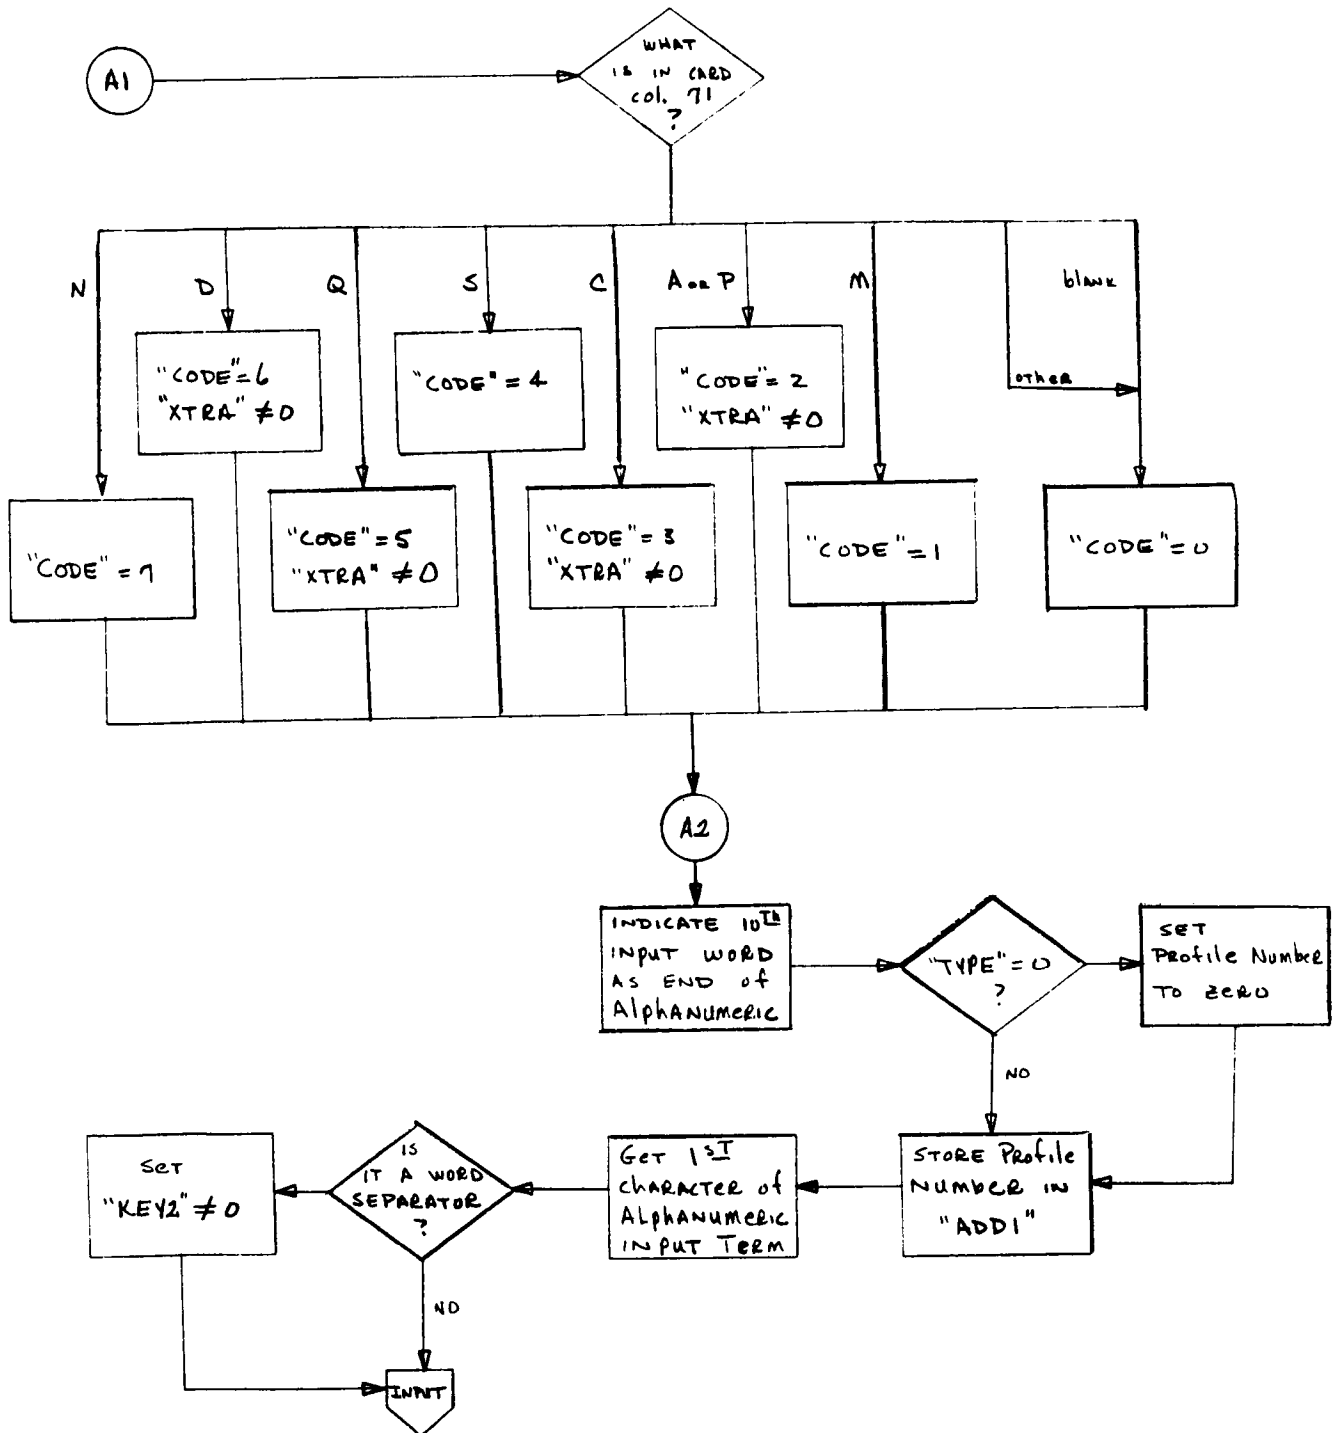 A1
WHAT
IS IN CARD
col. 71
?
N
D
Q
S
C
A or P
M
blank
other
"CODE"=6
"XTRA" ≠0
"CODE" = 4
"CODE"= 2
"XTRA" ≠0
"CODE" = 7
"CODE"=5
"XTRA" ≠0
"CODE" = 3
"XTRA" ≠0
"CODE"=1
"CODE"=0
A2
INDICATE 10Th
INPUT WORD
AS END of
AlphANUMERIC
"TYPE"=0
?
SET
Profile Number
TO ZERO
NO
STORE Profile
Number IN
"ADD1"
GeT 1ST
CHARACTER of
AlphANUMERIC
INPUT TERM
IS
IT A WORD
SEPARATOR
?
SeT
"KEY2" ≠0
NO
INPUT